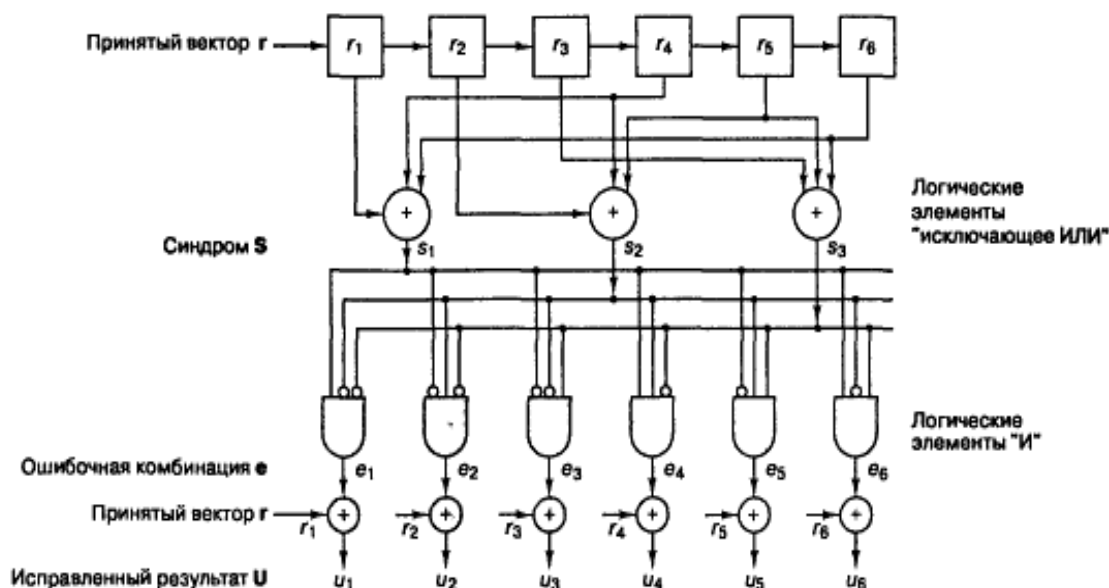 Принятый вектор r
r1 r2 r3 r4 r5 r6
+ + +
Логические
элементы
"исключающее ИЛИ"
Синдром S
s1 s2 s3
Логические
элементы "И"
Ошибочная комбинация e
e1 e2 e3 e4 e5 e6
Принятый вектор r
r1 + r2 + r3 + r4 + r5 + r6 +
Исправленный результат U
u1 u2 u3 u4 u5 u6